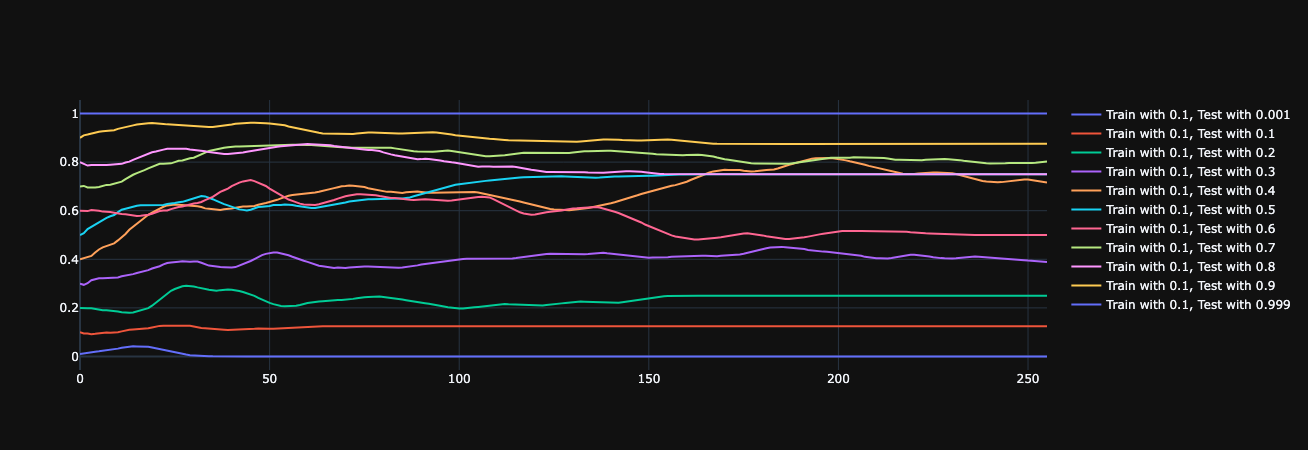 1
0.8
0.6
0.4
0.2
0
0 50 100 150 200 250
Train with 0.1, Test with 0.001
Train with 0.1, Test with 0.1
Train with 0.1, Test with 0.2
Train with 0.1, Test with 0.3
Train with 0.1, Test with 0.4
Train with 0.1, Test with 0.5
Train with 0.1, Test with 0.6
Train with 0.1, Test with 0.7
Train with 0.1, Test with 0.8
Train with 0.1, Test with 0.9
Train with 0.1, Test with 0.999